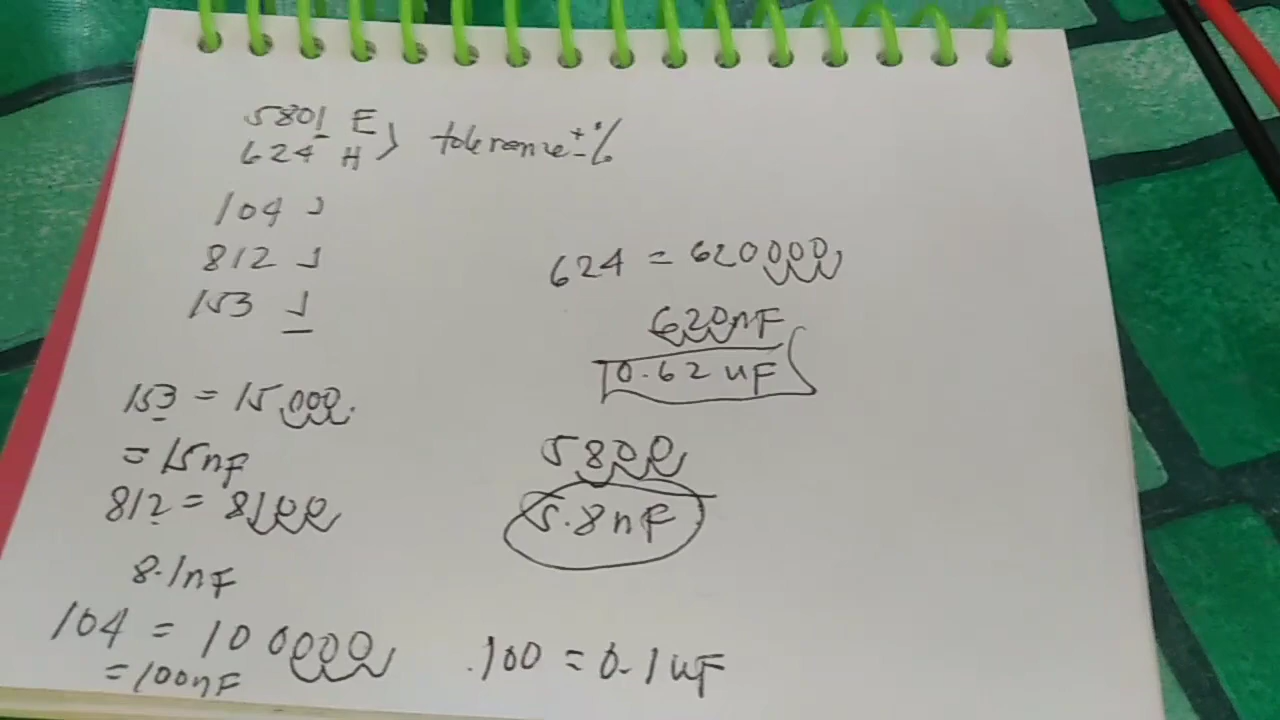 5801 E
624 H } tolerance ± %
104 J
812 J
153 J
153 = 15000.
= 15nF
812 = 8100
8.1nF
104 = 100000
= 100nF
624 = 620000
620nF
0.62 uF
5800
5.8nF
.100 = 0.1uF